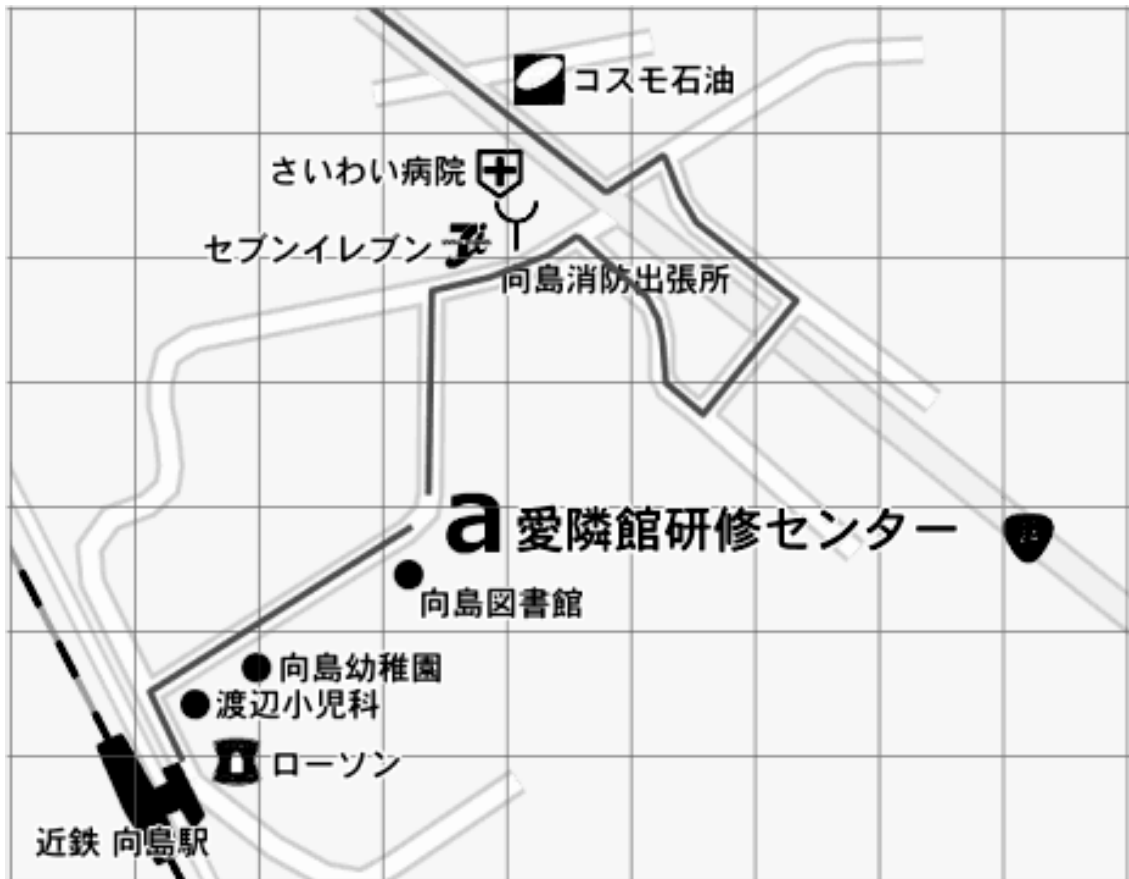 コスモ石油
さいわい病院
セブンイレブン
向島消防出張所
a 愛隣館研修センター
向島図書館
向島幼稚園
渡辺小児科
ローソン
近鉄 向島駅